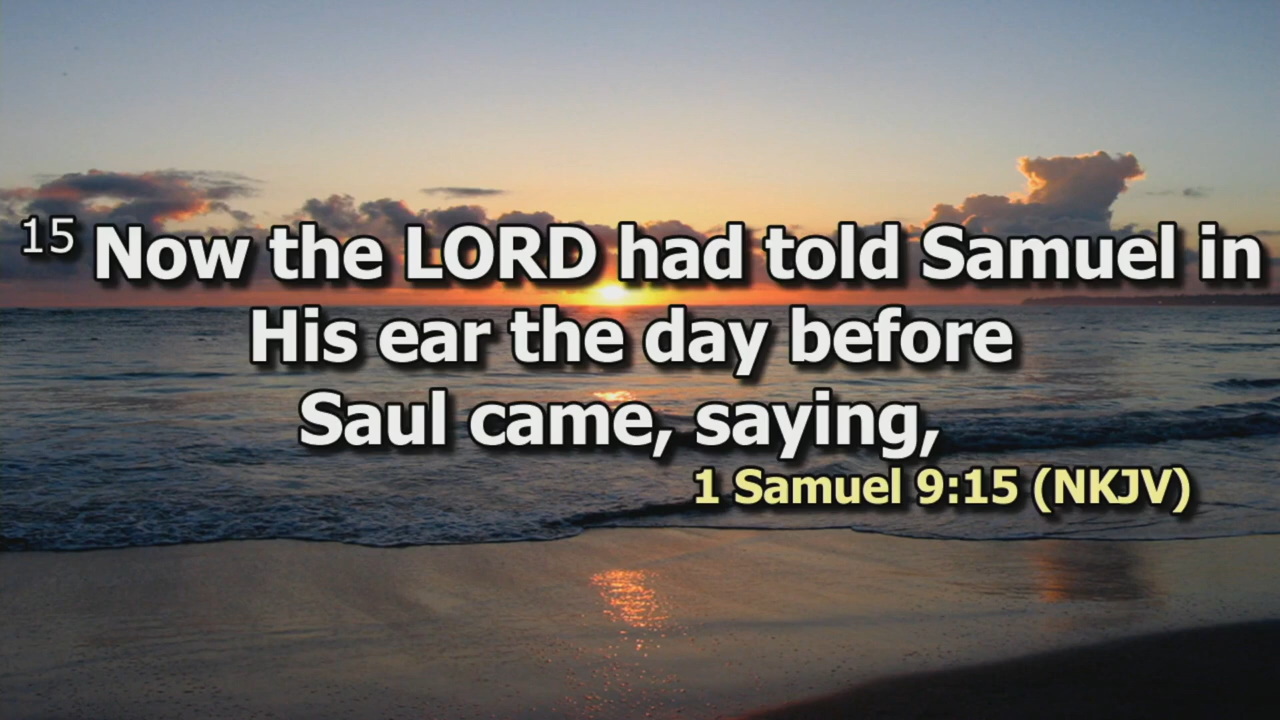 15 Now the LORD had told Samuel in
His ear the day before
Saul came, saying,
1 Samuel 9:15 (NKJV)